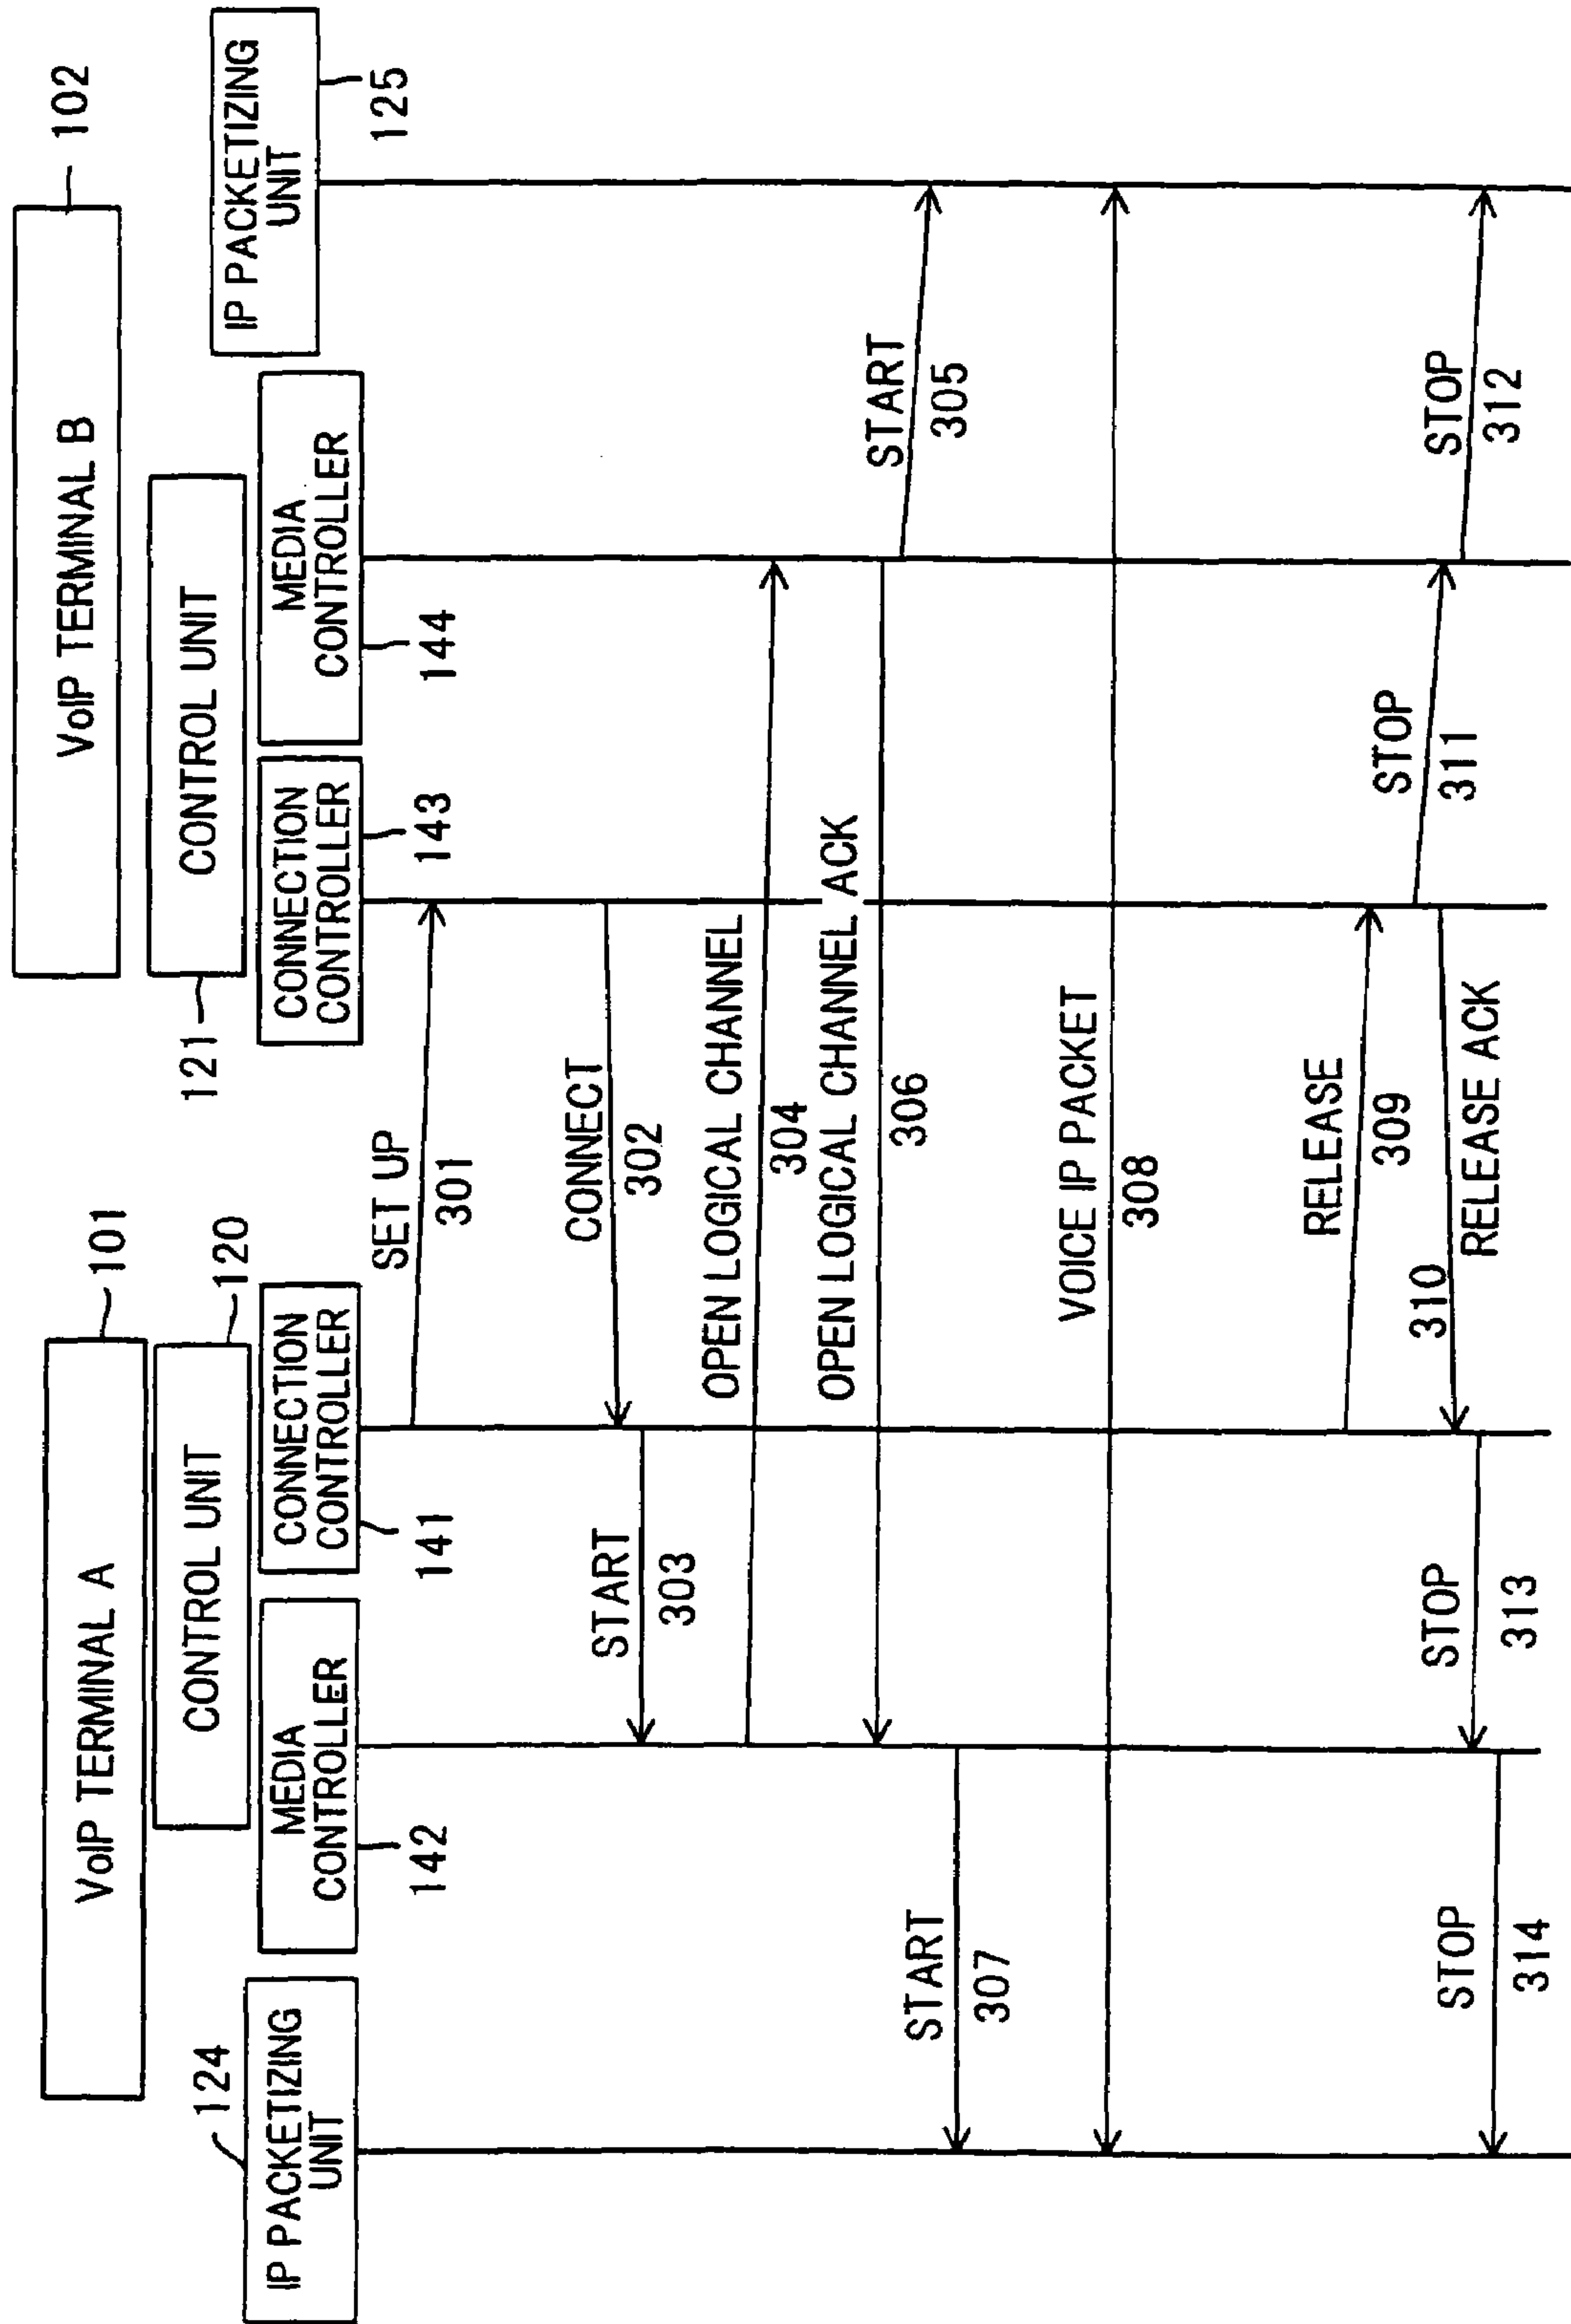 VoIP TERMINAL A
101
VoIP TERMINAL B
102
CONTROL UNIT
120
121
CONTROL UNIT
124
IP PACKETIZING
UNIT
MEDIA
CONTROLLER
142
CONNECTION
CONTROLLER
141
CONNECTION
CONTROLLER
143
MEDIA
CONTROLLER
144
IP PACKETIZING
UNIT
125
SET UP
301
CONNECT
302
START
303
OPEN LOGICAL CHANNEL
304
OPEN LOGICAL CHANNEL ACK
306
START
305
START
307
VOICE IP PACKET
308
RELEASE
309
310
RELEASE ACK
STOP
311
STOP
312
STOP
313
STOP
314